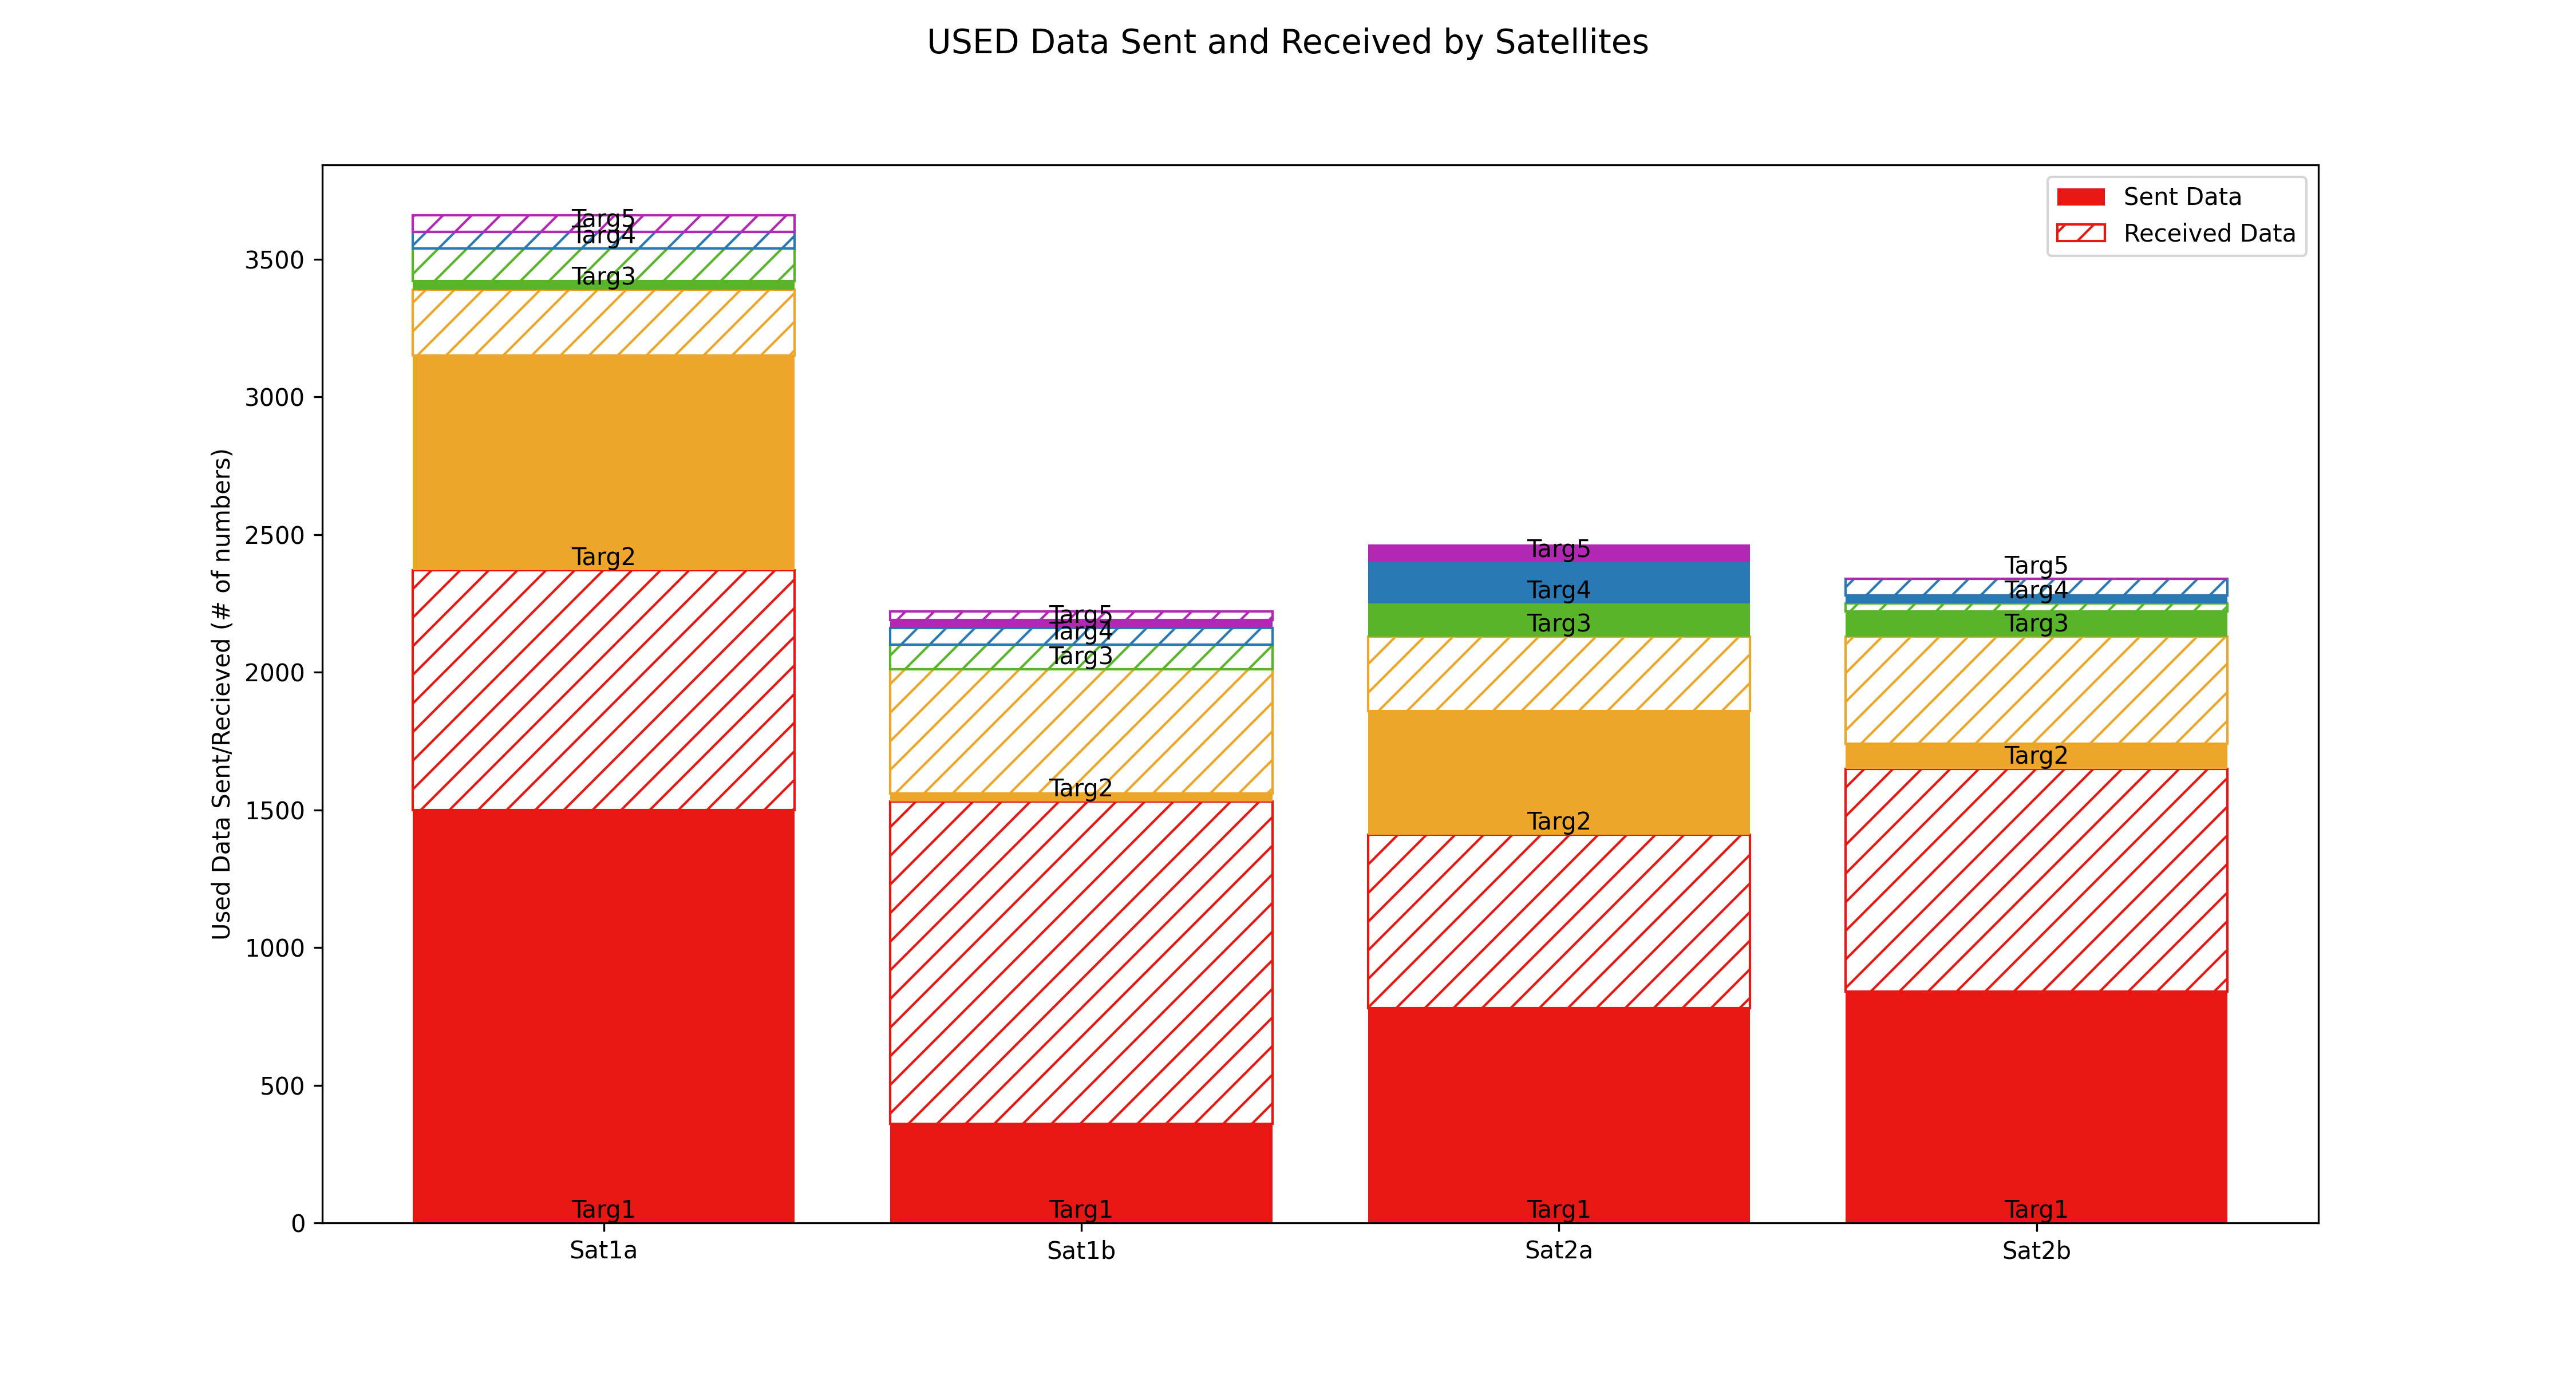 USED Data Sent and Received by Satellites
Sent Data
Received Data
Used Data Sent/Recieved (# of numbers)
3500
3000
2500
2000
1500
1000
500
0
Targ5
Targ4
Targ3
Targ2
Targ1
Targ5
Targ4
Targ3
Targ2
Targ1
Targ5
Targ4
Targ3
Targ2
Targ1
Targ5
Targ4
Targ3
Targ2
Targ1
Sat1a
Sat1b
Sat2a
Sat2b